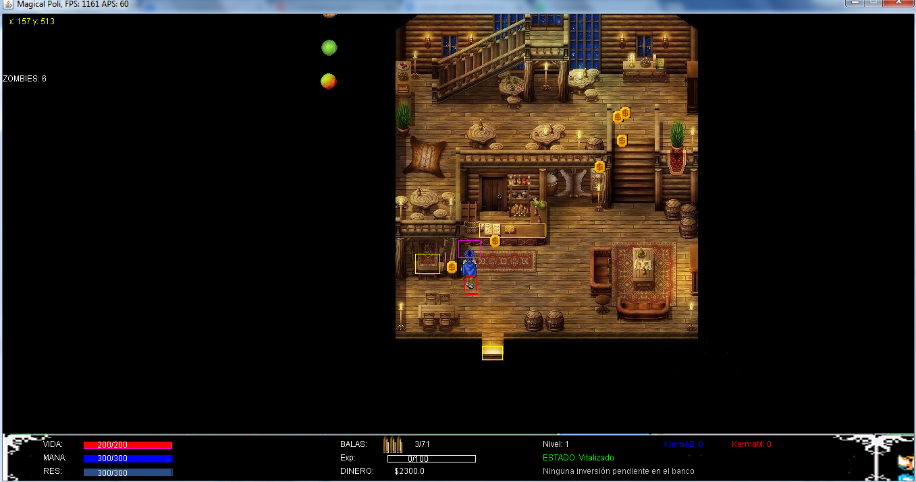 Magical Poli, FPS: 1161 APS: 60
x: 157 y: 513
ZOMBIES: 6
VIDA: 200/200 BALAS: 3/71 Nivel: 1 KarmaB: 0 KarmaN: 0
MANA: 300/300 Exp: 0/100 ESTADO: Vitalizado
RES: 300/300 DINERO: $2300.0 Ninguna inversión pendiente en el banco